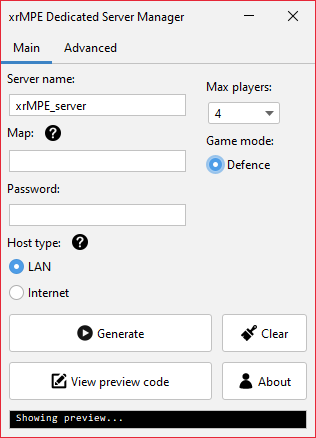 xrMPE Dedicated Server Manager
Main
Advanced
Server name:
xrMPE_server
Max players:
4
Map: ?
Game mode:
Defence
Password:
Host type: ?
LAN
Internet
Generate
Clear
View preview code
About
Showing preview...